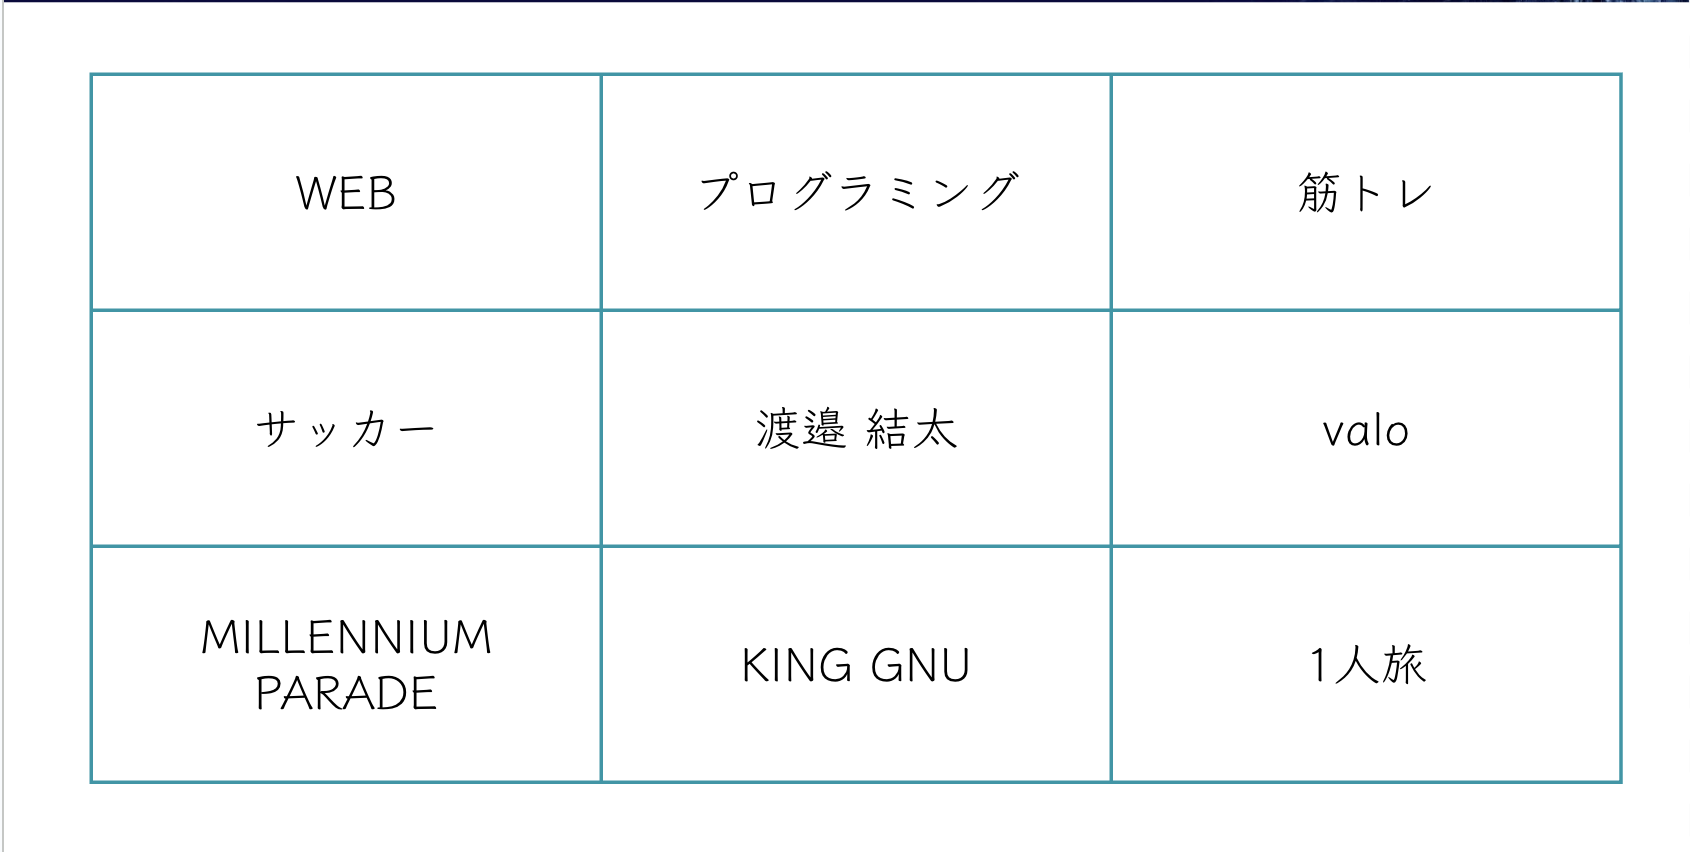 WEB
プログラミング
筋トレ
サッカー
渡邉 結太
valo
MILLENNIUM
PARADE
KING GNU
1人旅